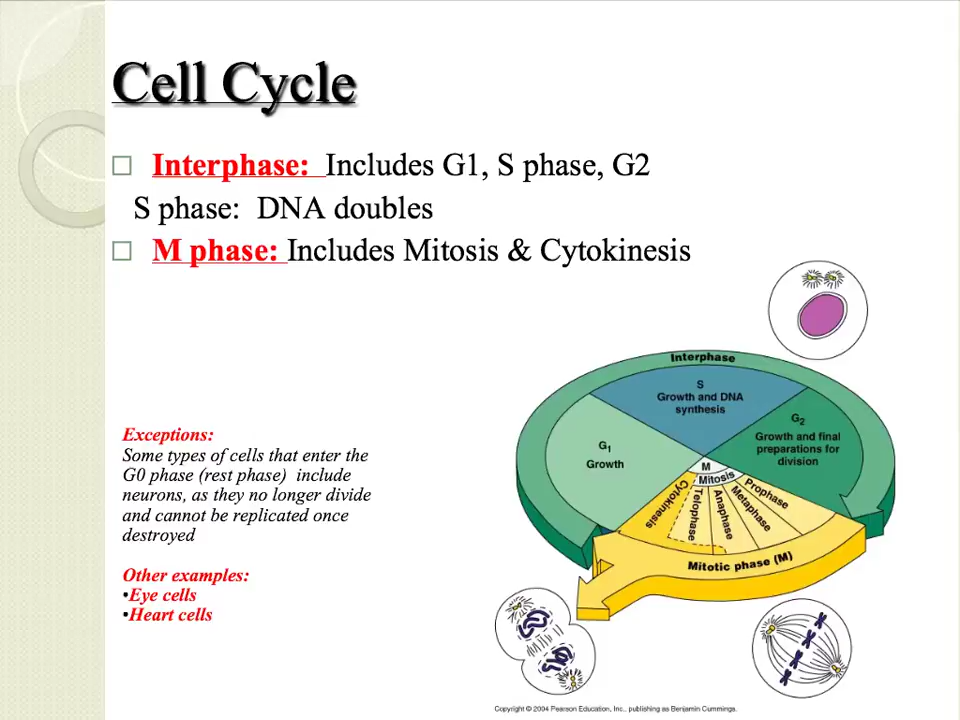 Cell Cycle
Interphase: Includes G1, S phase, G2
S phase: DNA doubles
M phase: Includes Mitosis & Cytokinesis
Exceptions:
Some types of cells that enter the
G0 phase (rest phase) include
neurons, as they no longer divide
and cannot be replicated once
destroyed
Other examples:
•Eye cells
•Heart cells
Interphase
S
Growth and DNA
synthesis
G1
Growth
G2
Growth and final
preparations for
division
M
Mitosis
Cytokinesis
Telophase
Anaphase
Metaphase
Prophase
Mitotic phase (M)
Copyright © 2004 Pearson Education, Inc., publishing as Benjamin Cummings.